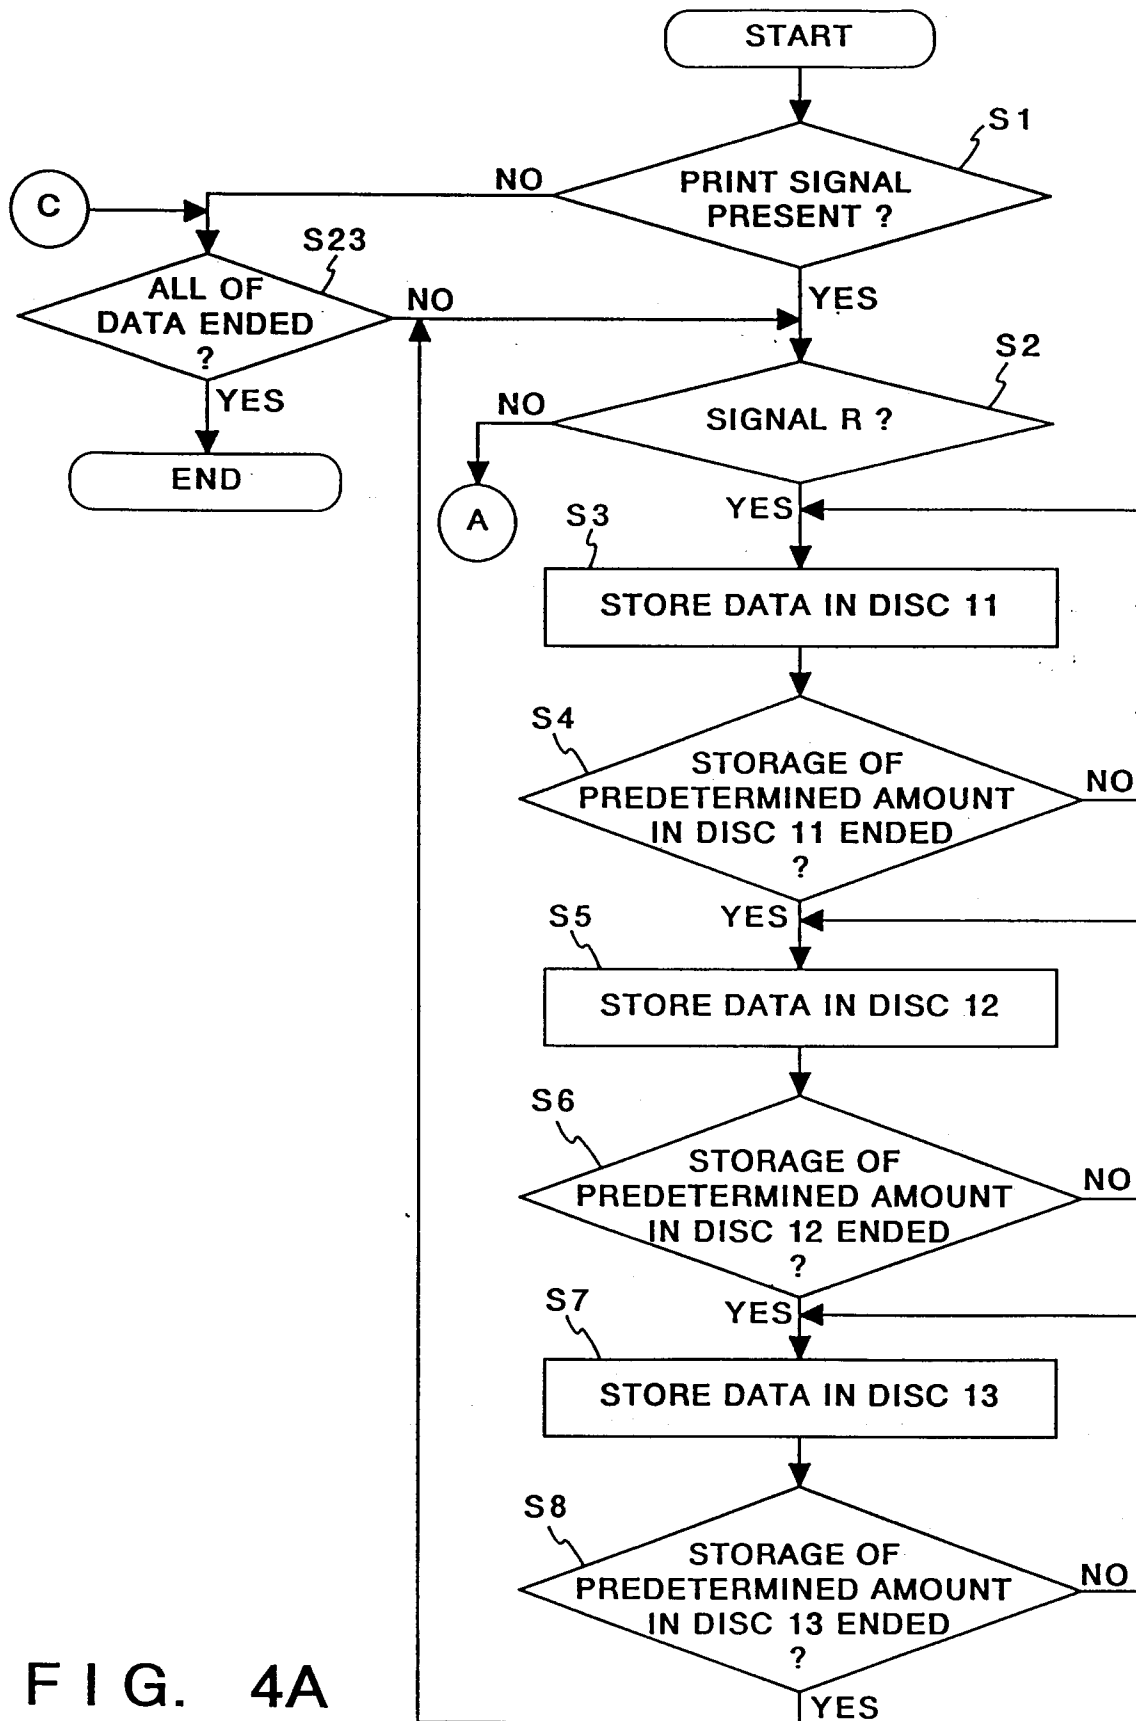 START
S1
PRINT SIGNAL
PRESENT ?
NO
C
S23
YES
ALL OF
DATA ENDED
?
NO
S2
YES
NO
SIGNAL R ?
END
A
YES
S3
STORE DATA IN DISC 11
S4
STORAGE OF
PREDETERMINED AMOUNT
IN DISC 11 ENDED
?
NO
YES
S5
STORE DATA IN DISC 12
S6
STORAGE OF
PREDETERMINED AMOUNT
IN DISC 12 ENDED
?
NO
YES
S7
STORE DATA IN DISC 13
S8
STORAGE OF
PREDETERMINED AMOUNT
IN DISC 13 ENDED
?
NO
YES
FIG. 4A